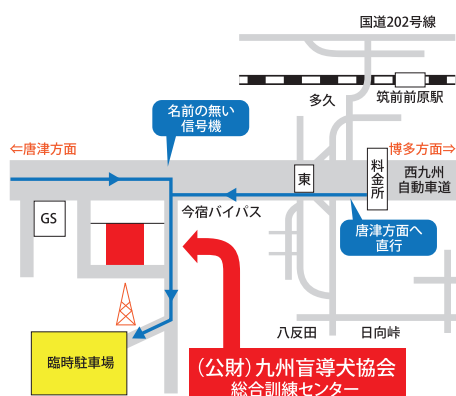 国道202号線
多久
筑前前原駅
名前の無い
信号機
⇐唐津方面
博多方面⇒
料金所
東
西九州
自動車道
GS
今宿バイパス
唐津方面へ
直行
八反田
日向峠
臨時駐車場
(公財)九州盲導犬協会
総合訓練センター